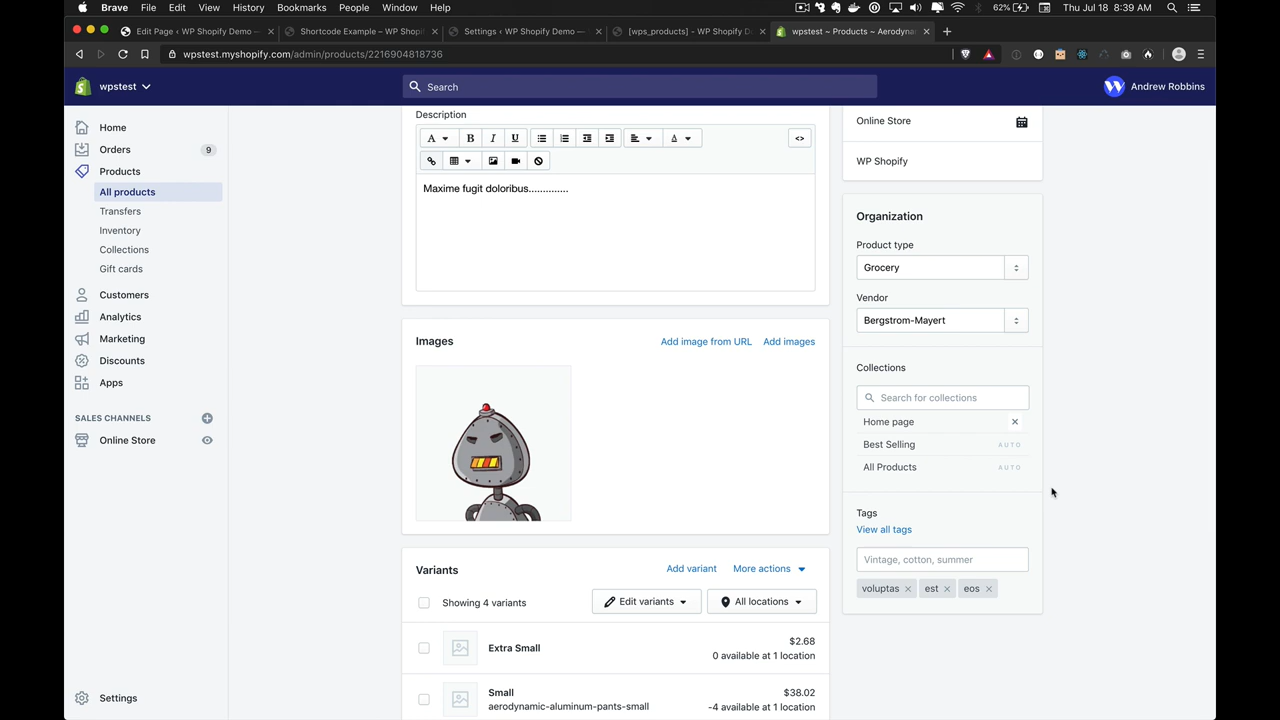 Brave File Edit View History Bookmarks People Window Help 62% Thu Jul 18 8:39 AM
Edit Page ‹ WP Shopify Demo — Shortcode Example – WP Shopi Settings ‹ WP Shopify Demo — [wps_products] – WP Shopify D wpstest ~ Products ~ Aerodyna
wpstest.myshopify.com/admin/products/2216904818736
wpstest Search Andrew Robbins
Home
Orders 9
Products
All products
Transfers
Inventory
Collections
Gift cards
Customers
Analytics
Marketing
Discounts
Apps
SALES CHANNELS
Online Store
Settings
Description
A B I U A <>
Maxime fugit doloribus..............
Images Add image from URL Add images
Variants Add variant More actions
Showing 4 variants Edit variants All locations
Extra Small $2.68
0 available at 1 location
Small $38.02
aerodynamic-aluminum-pants-small -4 available at 1 location
Online Store
WP Shopify
Organization
Product type
Grocery
Vendor
Bergstrom-Mayert
Collections
Search for collections
Home page
Best Selling AUTO
All Products AUTO
Tags
View all tags
Vintage, cotton, summer
voluptas est eos